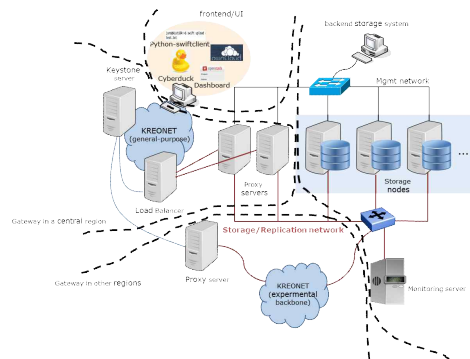 frontend/UI
backend storage system
Python-swiftclient
Cyberduck
Dashboard
Mgmt network
Keystone
server
KREONET
(general-purpose)
Proxy
servers
Storage
nodes
...
Load Balancer
Gateway in a central region
Storage/Replication network
Gateway in other regions
Proxy server
KREONET
(expermental
backbone)
Monitoring server